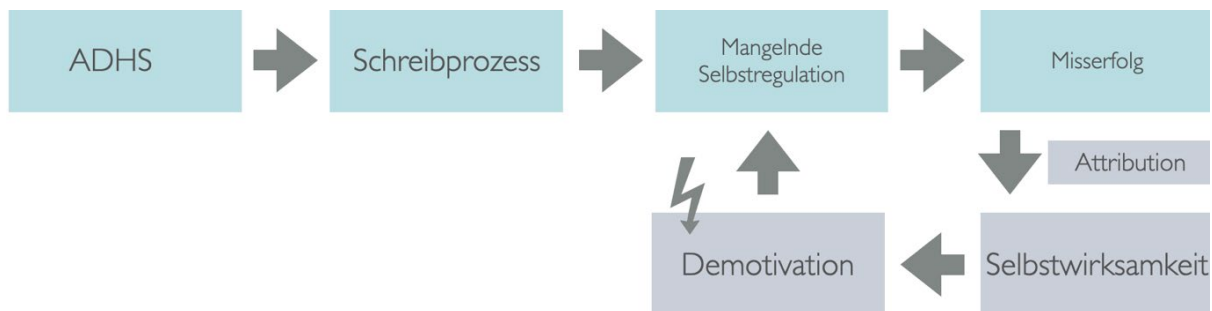 ADHS
Schreibprozess
Mangelnde
Selbstregulation
Misserfolg
Attribution
Demotivation
Selbstwirksamkeit